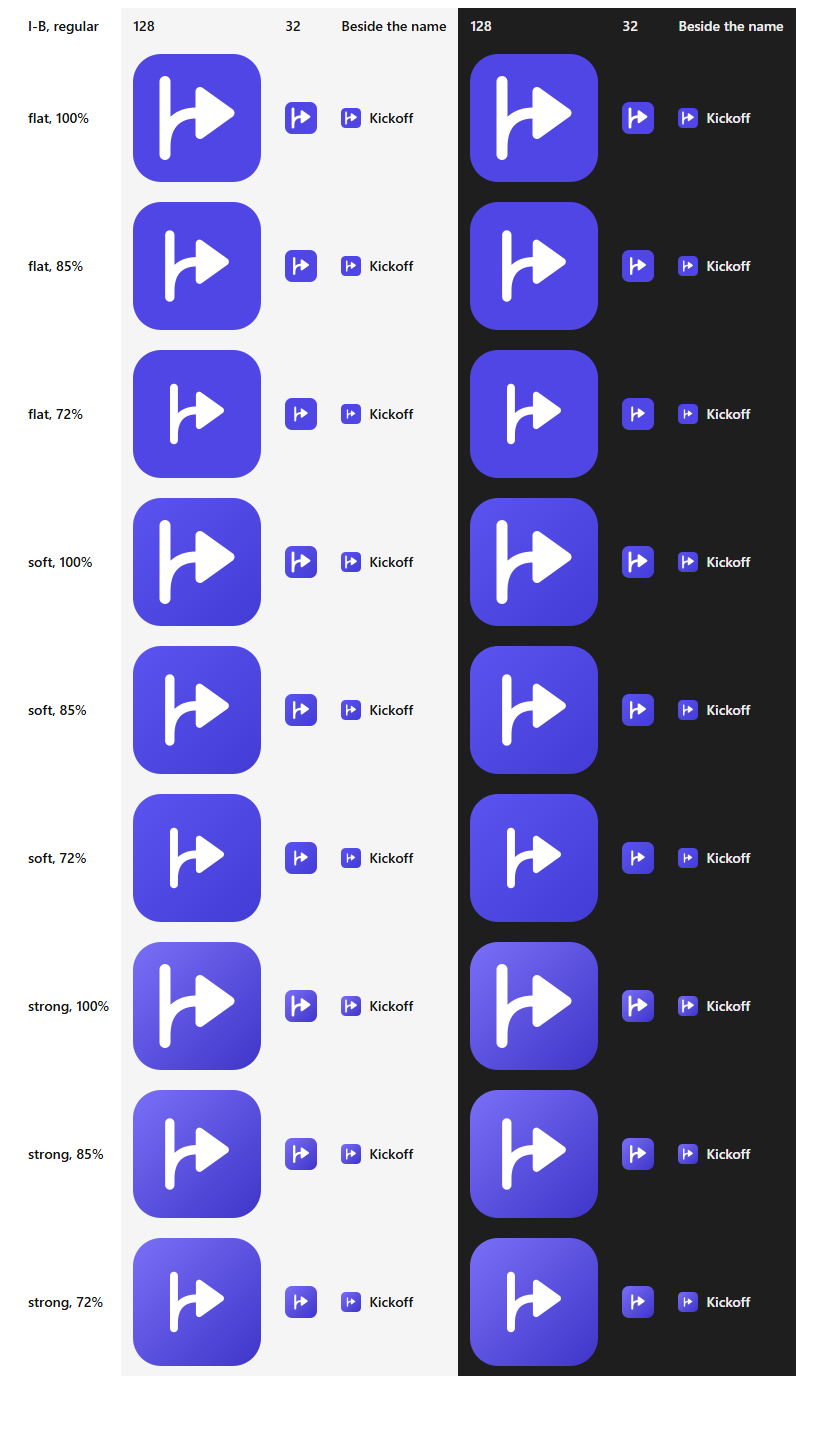 I-B, regular 128 32 Beside the name 128 32 Beside the name
flat, 100% Kickoff Kickoff
flat, 85% Kickoff Kickoff
flat, 72% Kickoff Kickoff
soft, 100% Kickoff Kickoff
soft, 85% Kickoff Kickoff
soft, 72% Kickoff Kickoff
strong, 100% Kickoff Kickoff
strong, 85% Kickoff Kickoff
strong, 72% Kickoff Kickoff